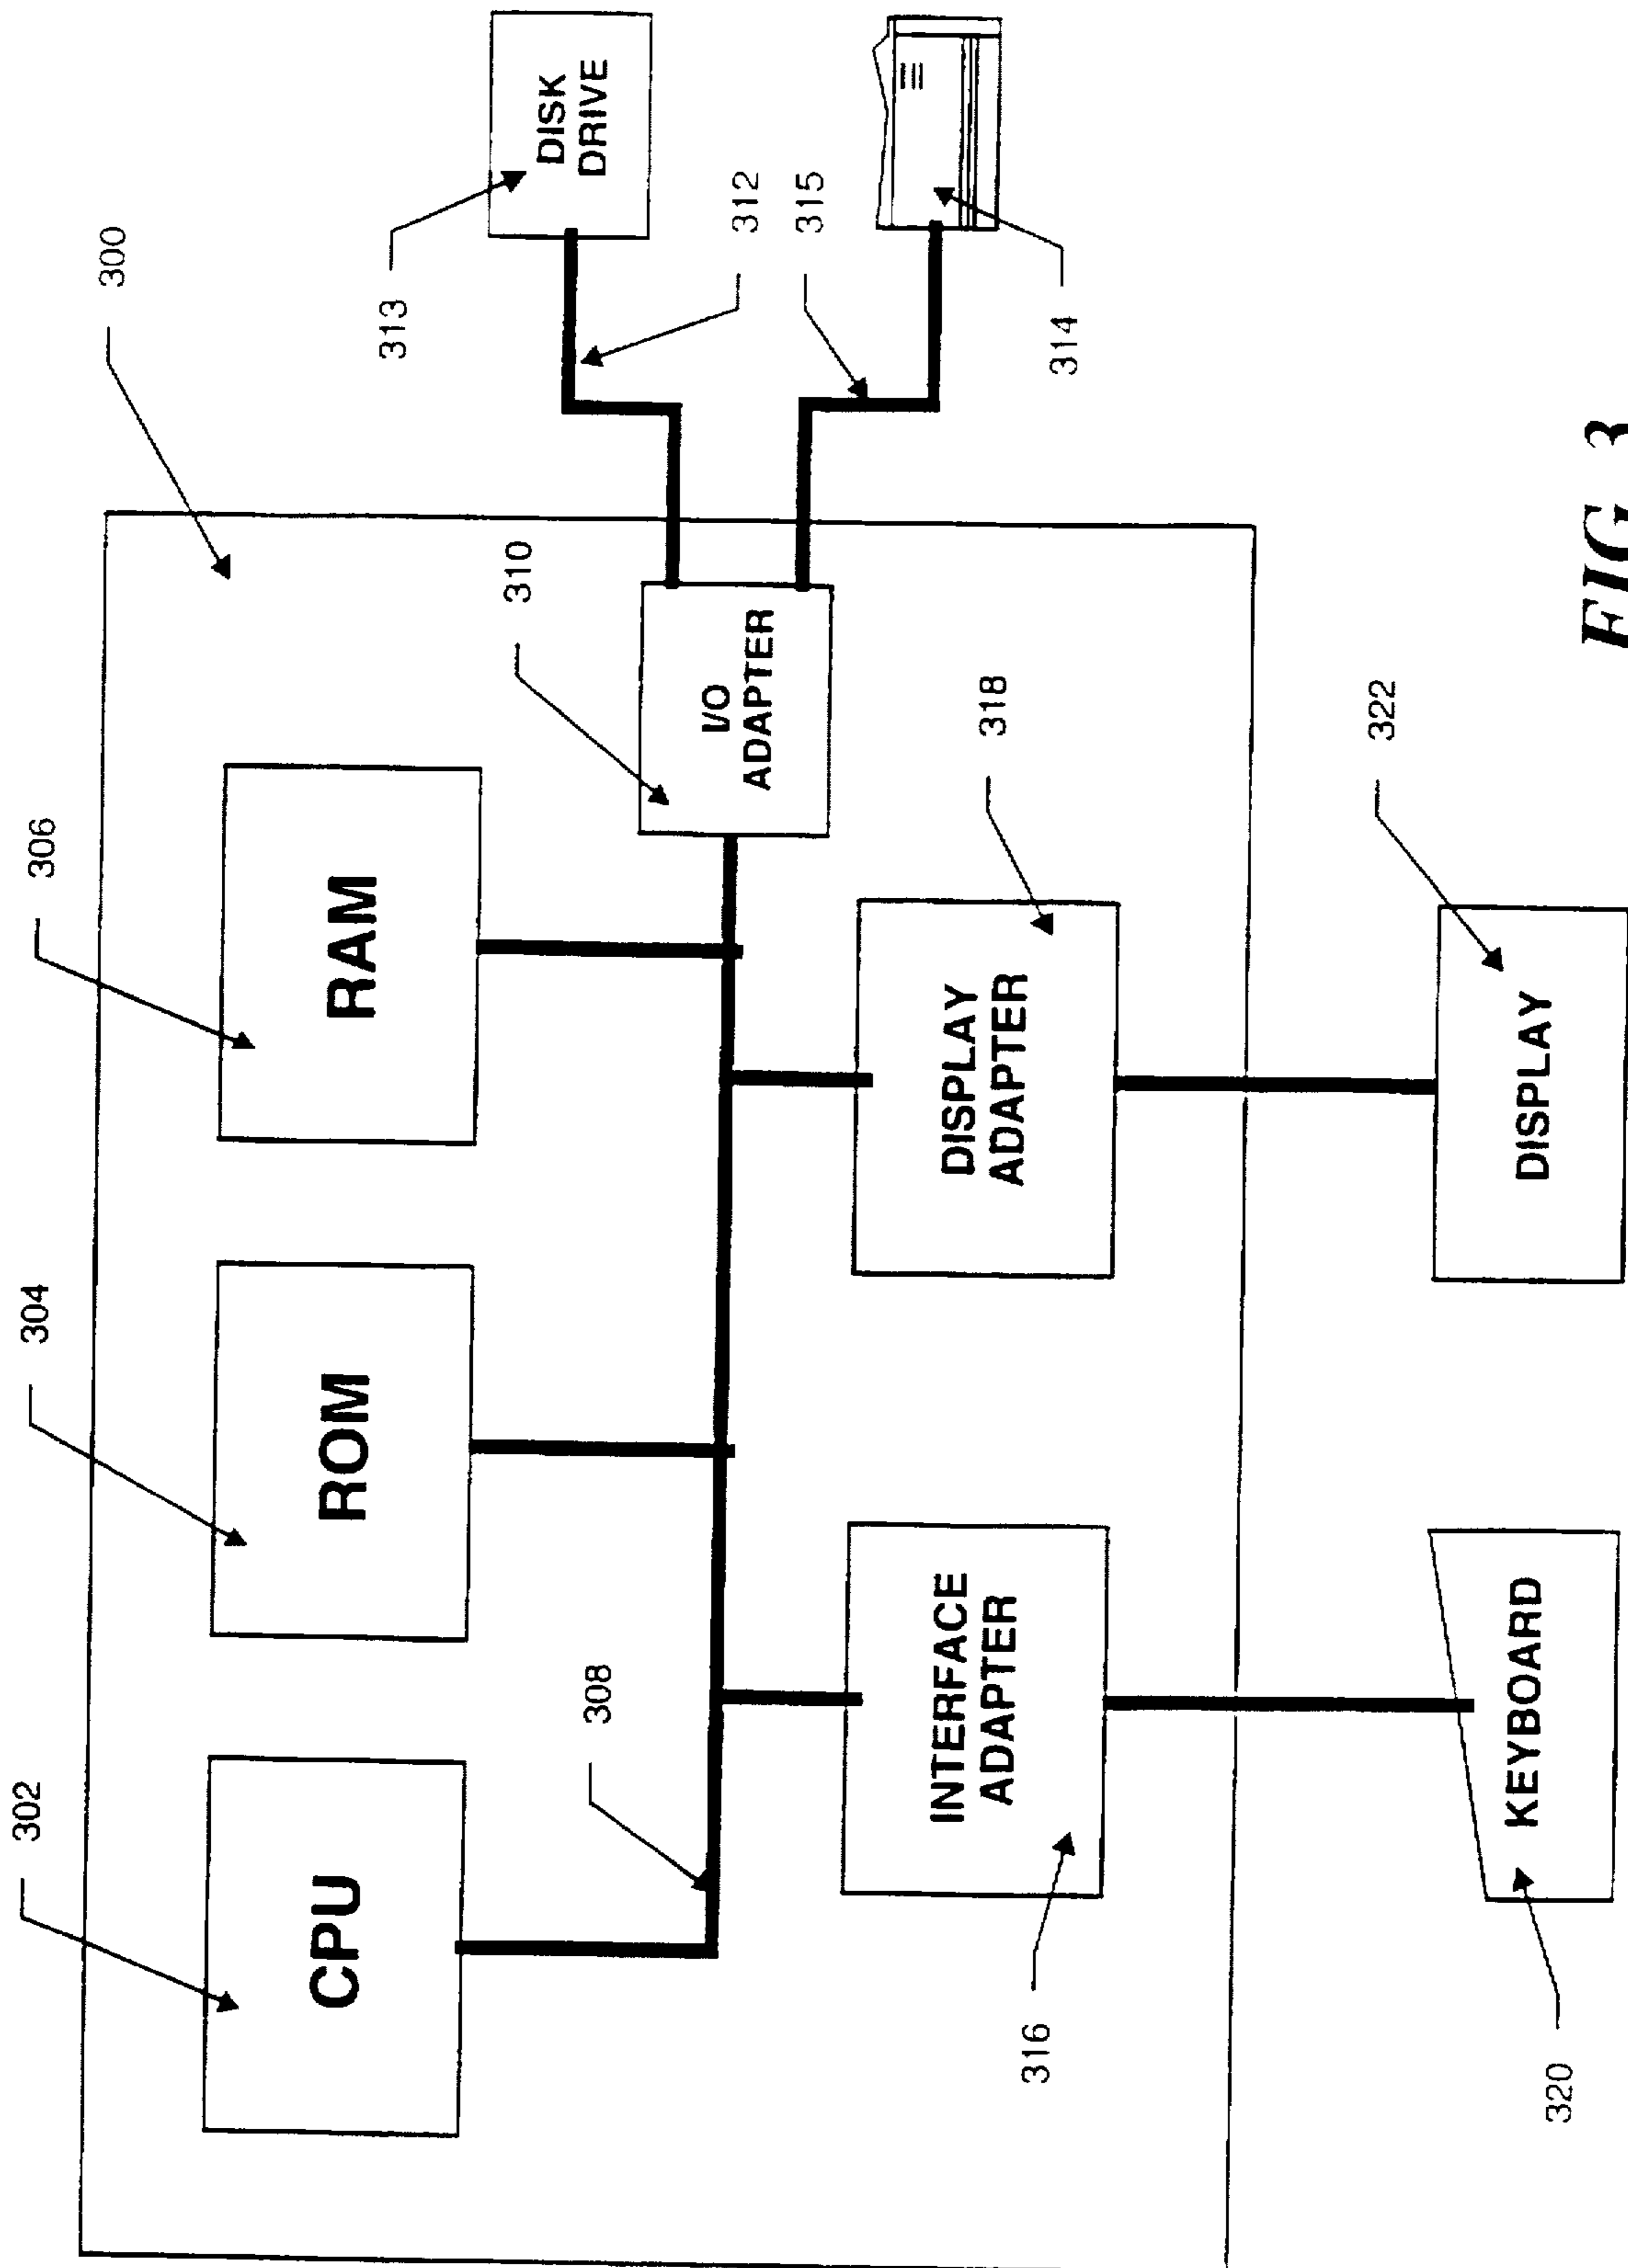 300
302
CPU
304
ROM
306
RAM
308
310
I/O
ADAPTER
313
DISK
DRIVE
312
315
314
316
INTERFACE
ADAPTER
318
DISPLAY
ADAPTER
320
KEYBOARD
322
DISPLAY
FIG. 3